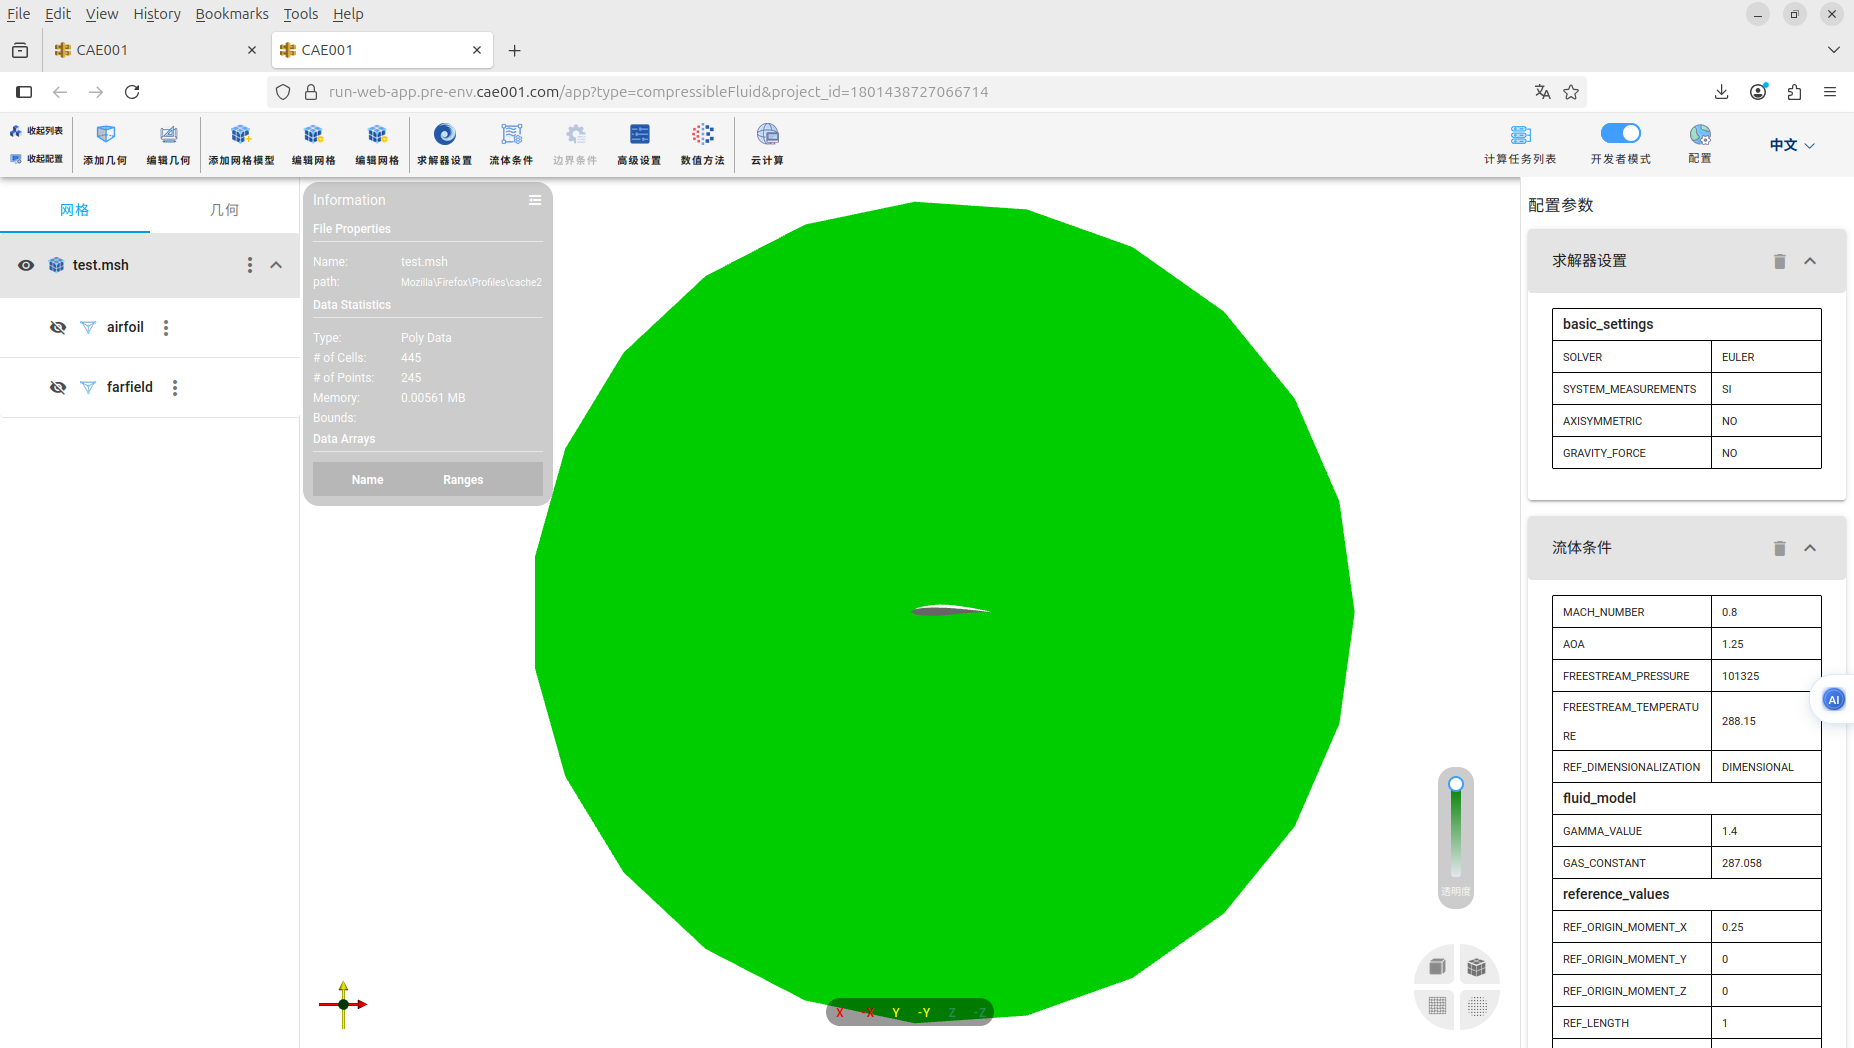 File Edit View History Bookmarks Tools Help
CAE001
CAE001
run-web-app.pre-env.cae001.com/app?type=compressibleFluid&project_id=1801438727066714
收起列表
收起配置
添加几何
编辑几何
添加网格模型
编辑网格
编辑网格
求解器设置
流体条件
边界条件
高级设置
数值方法
云计算
计算任务列表
开发者模式
配置
中文
网格
几何
test.msh
airfoil
farfield
Information
File Properties
Name: test.msh
path: Mozilla\Firefox\Profiles\cache2
Data Statistics
Type: Poly Data
# of Cells: 445
# of Points: 245
Memory: 0.00561 MB
Bounds:
Data Arrays
Name Ranges
透明度
X -X Y -Y Z -Z
配置参数
求解器设置
basic_settings
SOLVER EULER
SYSTEM_MEASUREMENTS SI
AXISYMMETRIC NO
GRAVITY_FORCE NO
流体条件
MACH_NUMBER 0.8
AOA 1.25
FREESTREAM_PRESSURE 101325
FREESTREAM_TEMPERATU
RE 288.15
REF_DIMENSIONALIZATION DIMENSIONAL
fluid_model
GAMMA_VALUE 1.4
GAS_CONSTANT 287.058
reference_values
REF_ORIGIN_MOMENT_X 0.25
REF_ORIGIN_MOMENT_Y 0
REF_ORIGIN_MOMENT_Z 0
REF_LENGTH 1
AI